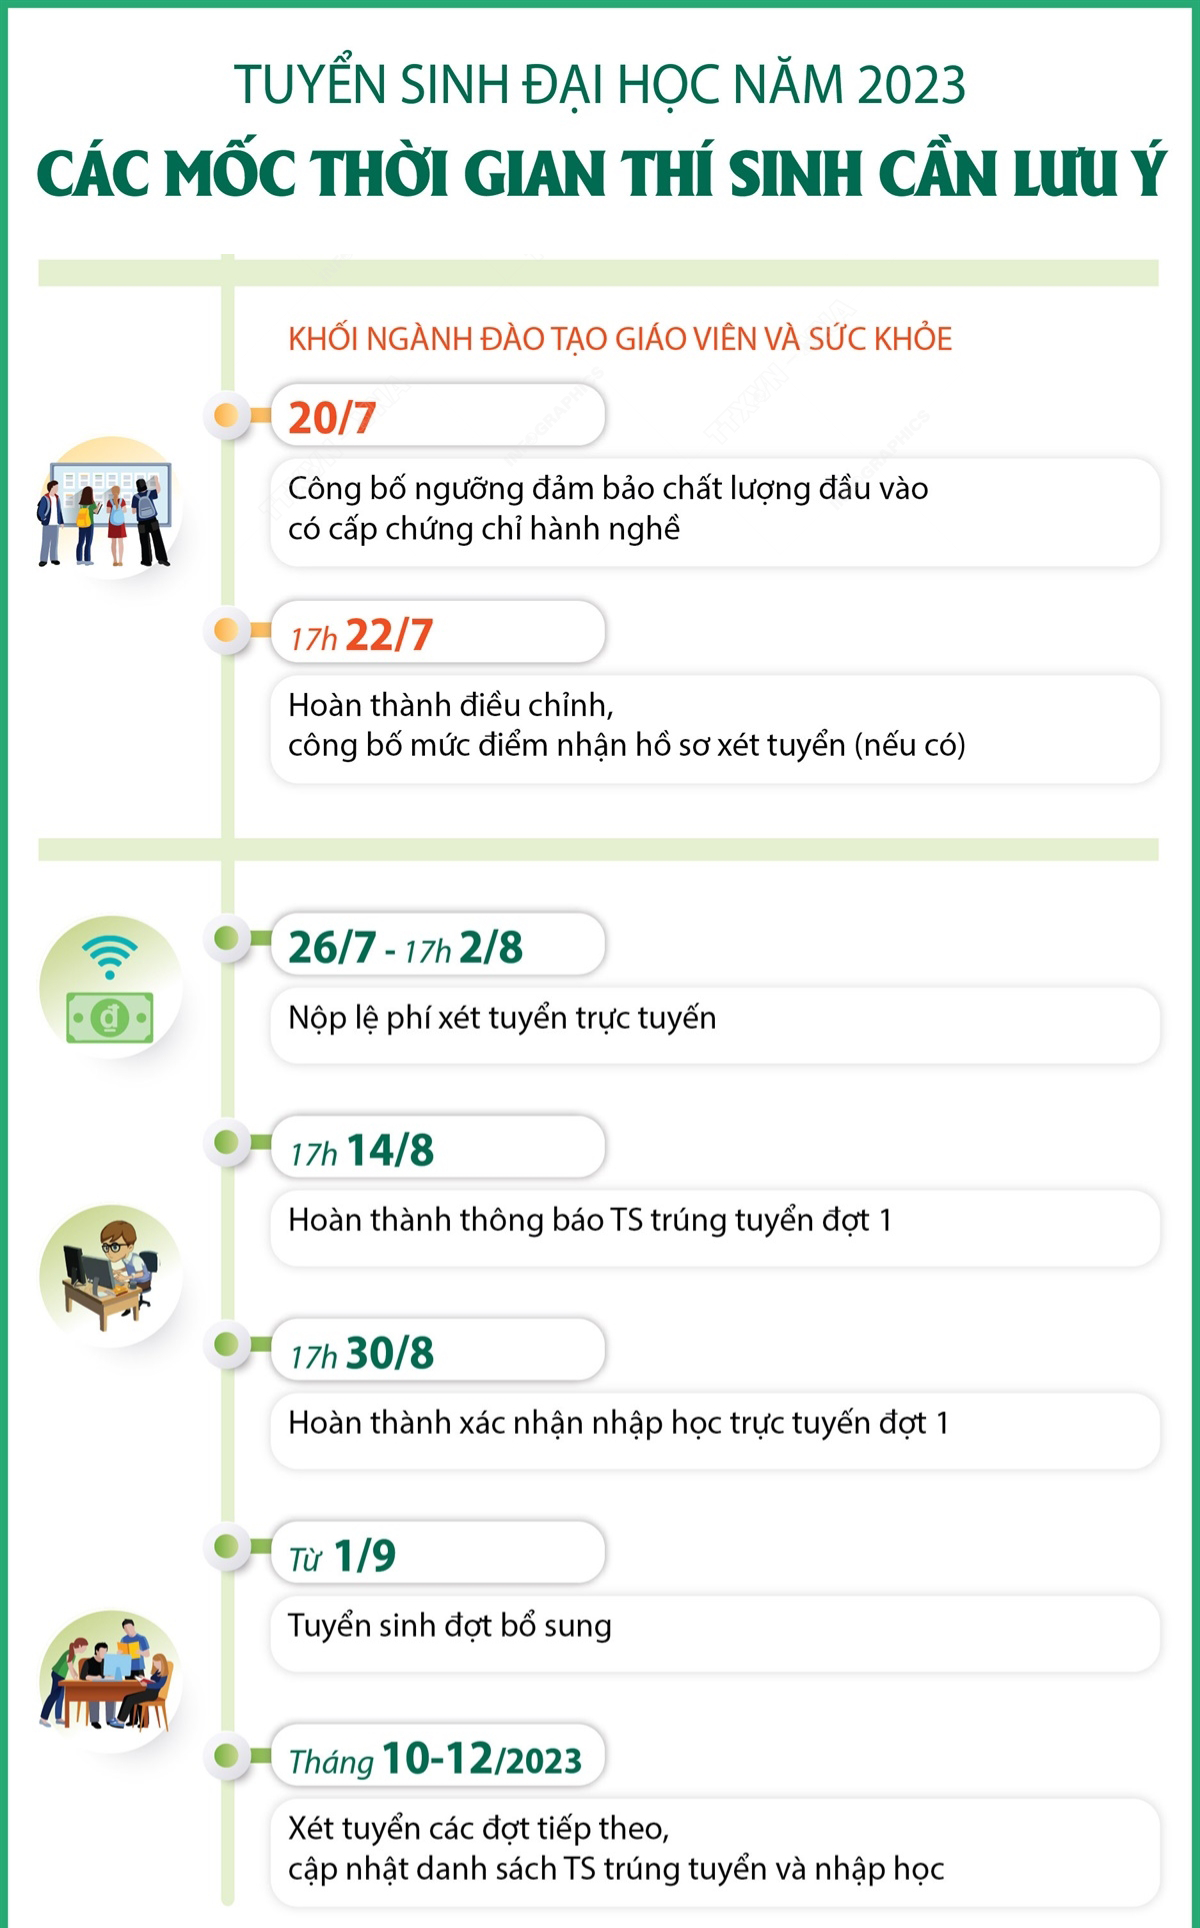 TUYỂN SINH ĐẠI HỌC NĂM 2023
CÁC MỐC THỜI GIAN THÍ SINH CẦN LƯU Ý
KHỐI NGÀNH ĐÀO TẠO GIÁO VIÊN VÀ SỨC KHỎE
20/7
Công bố ngưỡng đảm bảo chất lượng đầu vào
có cấp chứng chỉ hành nghề
17h 22/7
Hoàn thành điều chỉnh,
công bố mức điểm nhận hồ sơ xét tuyển (nếu có)
26/7 - 17h 2/8
Nộp lệ phí xét tuyển trực tuyến
đ
17h 14/8
Hoàn thành thông báo TS trúng tuyển đợt 1
17h 30/8
Hoàn thành xác nhận nhập học trực tuyến đợt 1
Từ 1/9
Tuyển sinh đợt bổ sung
Tháng 10-12/2023
Xét tuyển các đợt tiếp theo,
cập nhật danh sách TS trúng tuyển và nhập học